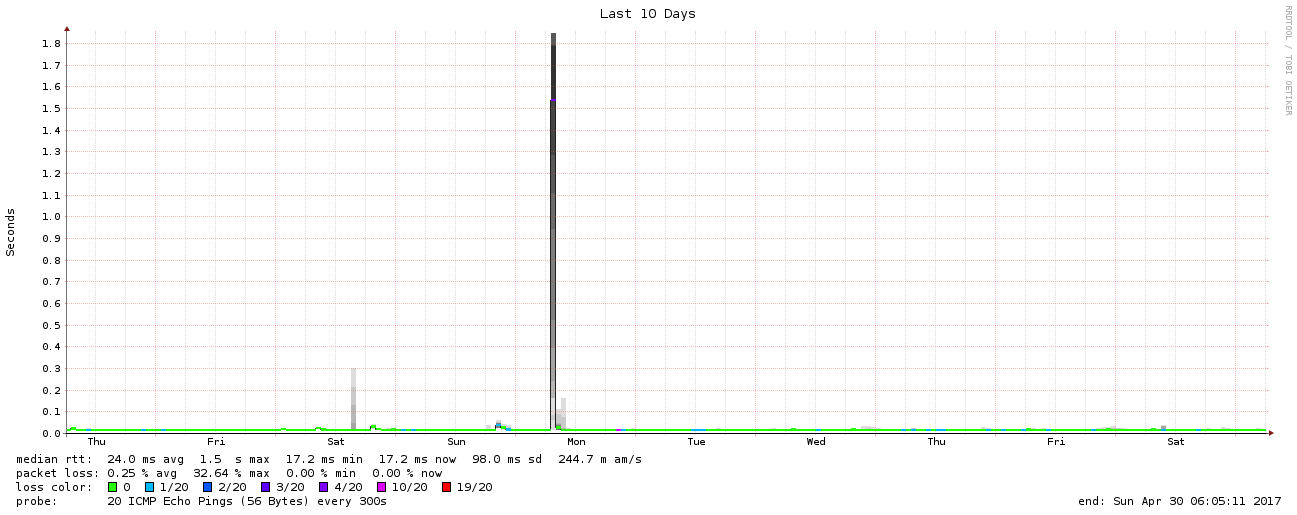 Last 10 Days
RRDTOOL / TOBI OETIKER
Seconds
1.8
1.7
1.6
1.5
1.4
1.3
1.2
1.1
1.0
0.9
0.8
0.7
0.6
0.5
0.4
0.3
0.2
0.1
0.0
Thu Fri Sat Sun Mon Tue Wed Thu Fri Sat
median rtt: 24.0 ms avg 1.5 s max 17.2 ms min 17.2 ms now 98.0 ms sd 244.7 m am/s
packet loss: 0.25 % avg 32.64 % max 0.00 % min 0.00 % now
loss color: 0 1/20 2/20 3/20 4/20 10/20 19/20
probe: 20 ICMP Echo Pings (56 Bytes) every 300s end: Sun Apr 30 06:05:11 2017